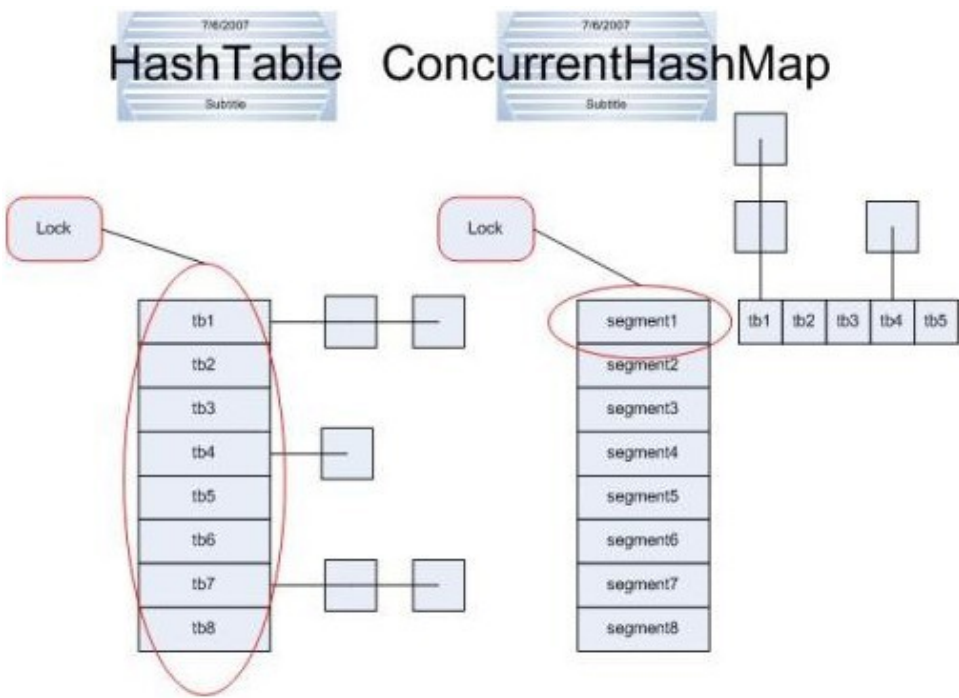 7/6/2007
HashTable
Subtitle
7/6/2007
ConcurrentHashMap
Subtitle
Lock
tb1
tb2
tb3
tb4
tb5
tb6
tb7
tb8
Lock
segment1
segment2
segment3
segment4
segment5
segment6
segment7
segment8
tb1 tb2 tb3 tb4 tb5